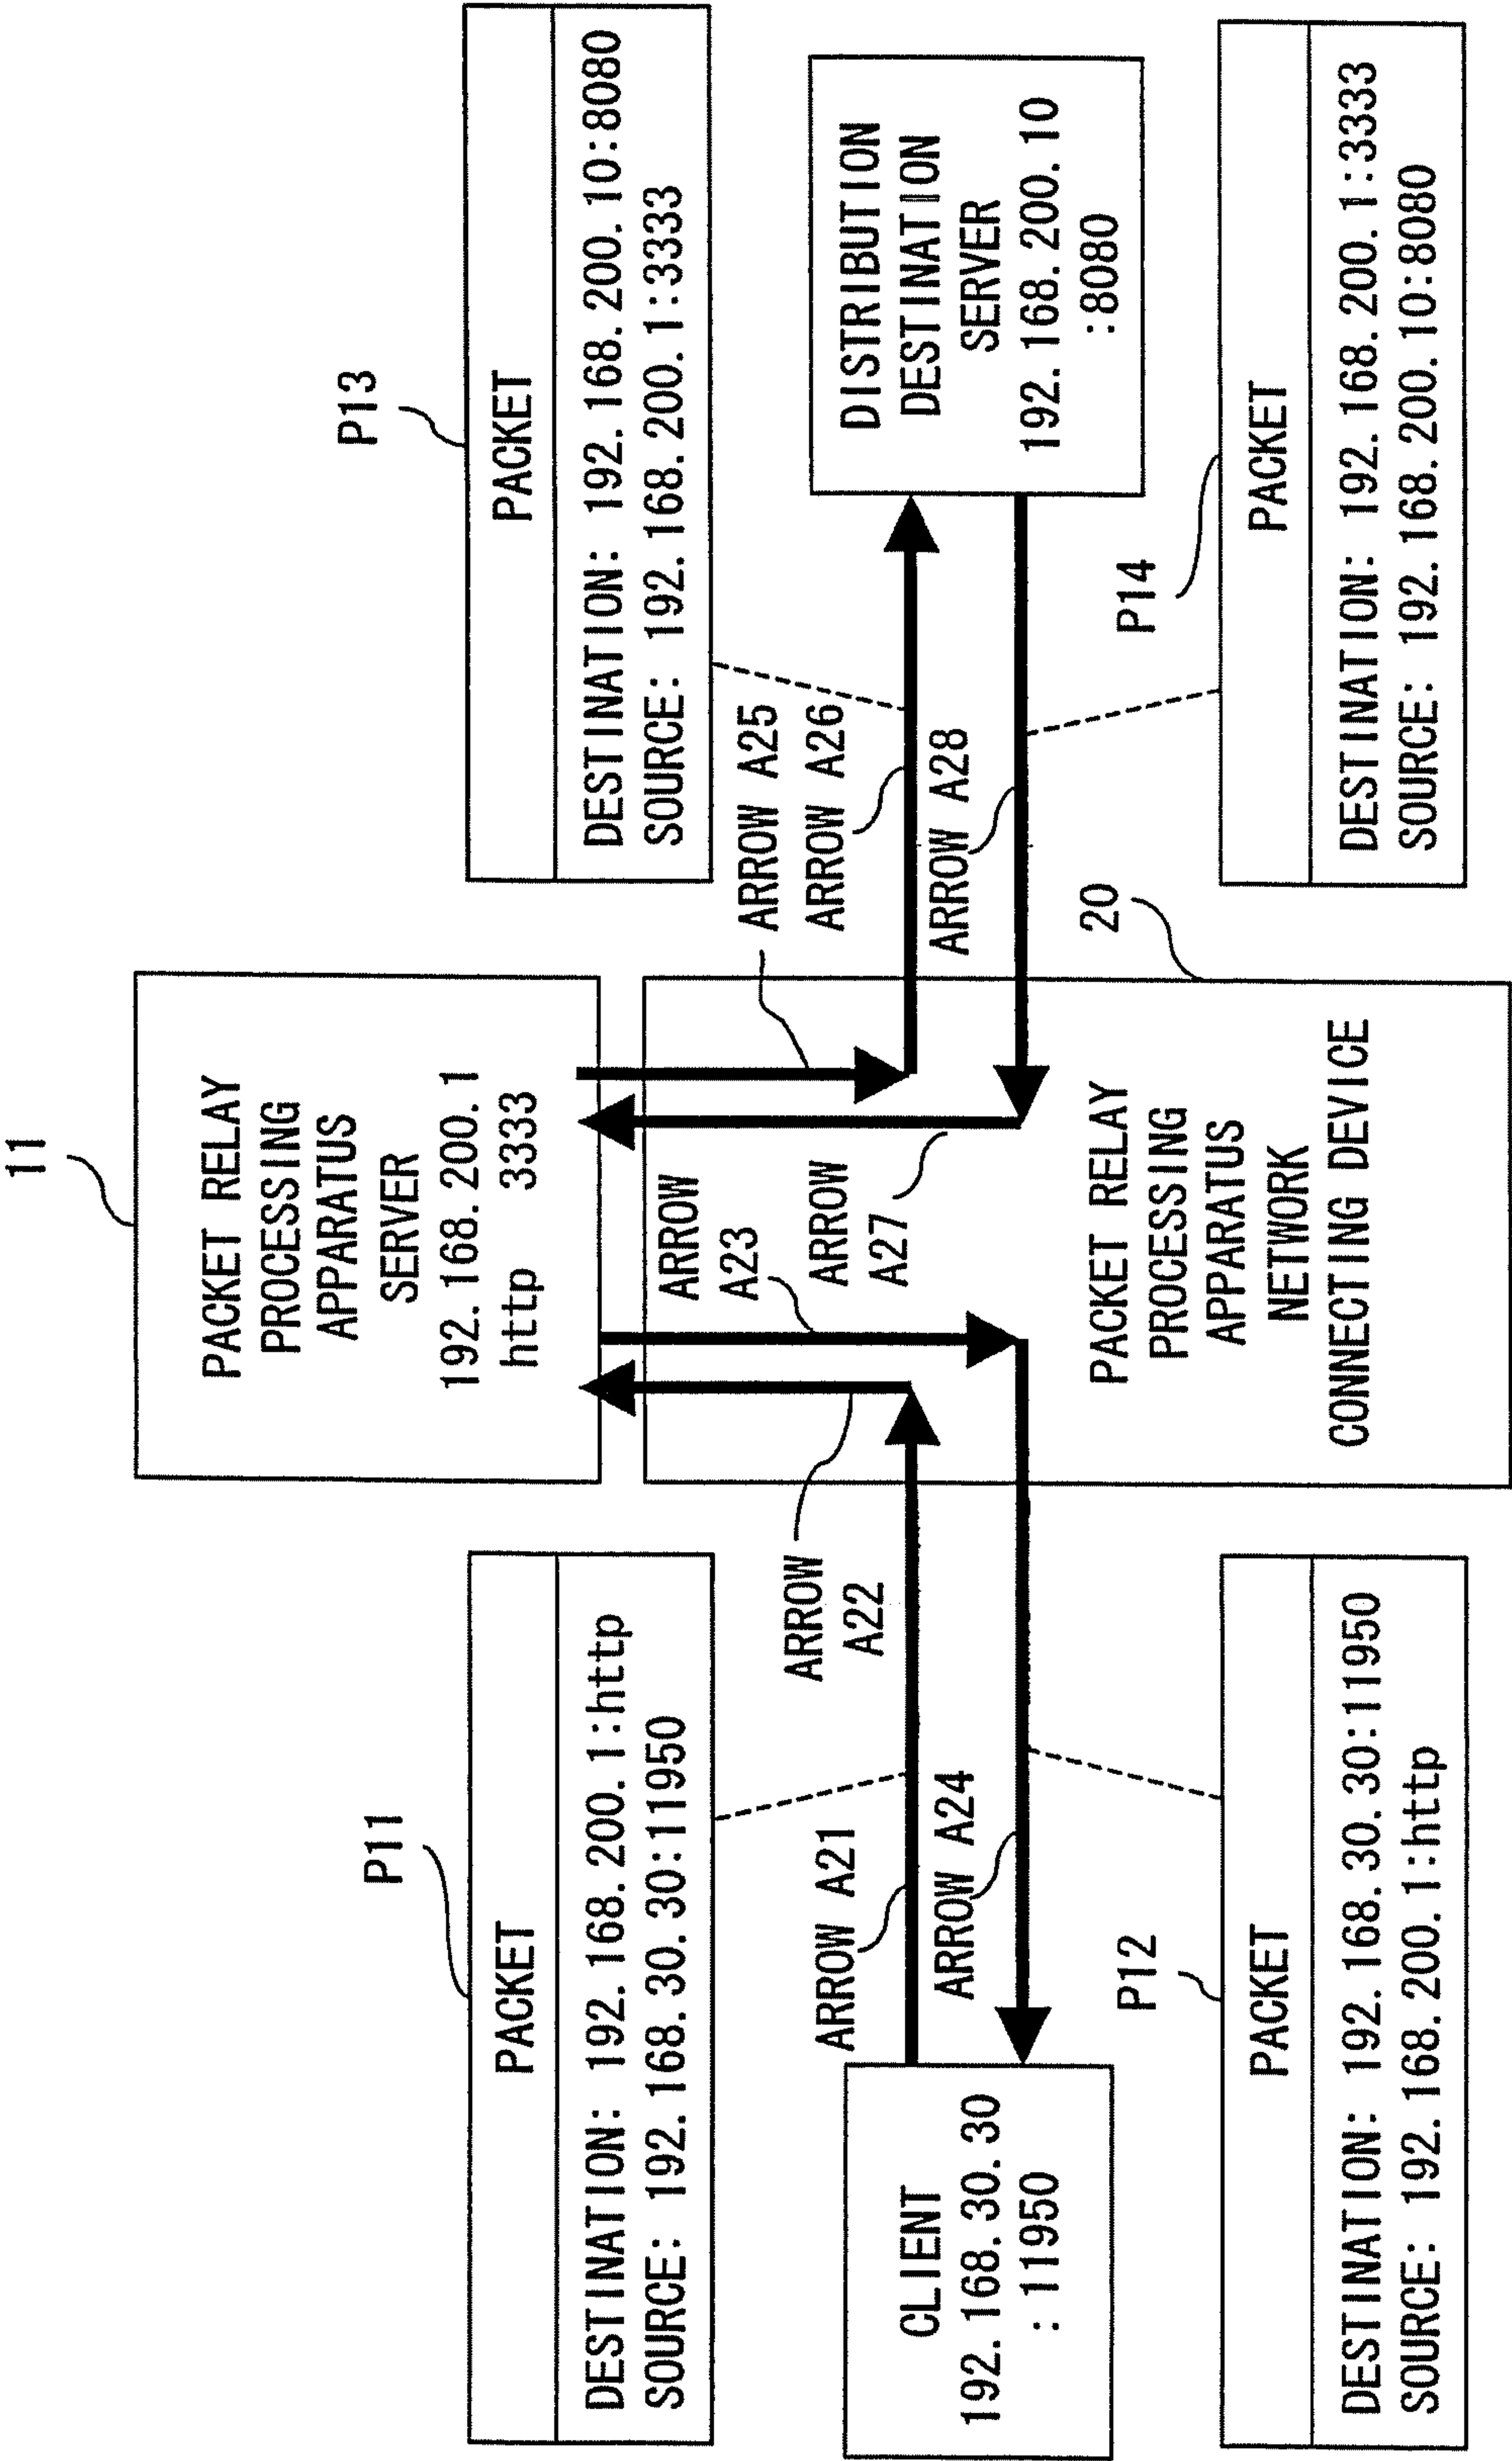 11
PACKET RELAY
PROCESSING
APPARATUS
SERVER
192.168.200.1
http 3333
P11
PACKET
DESTINATION: 192.168.200.1:http
SOURCE: 192.168.30.30:11950
P13
PACKET
DESTINATION: 192.168.200.10:8080
SOURCE: 192.168.200.1:3333
ARROW
A22
ARROW
A23
ARROW
A27
ARROW A25
ARROW A26
ARROW A21
ARROW A24
ARROW A28
CLIENT
192.168.30.30
:11950
DISTRIBUTION
DESTINATION
SERVER
192.168.200.10
:8080
20
PACKET RELAY
PROCESSING
APPARATUS
NETWORK
CONNECTING DEVICE
P12
PACKET
DESTINATION: 192.168.30.30:11950
SOURCE: 192.168.200.1:http
P14
PACKET
DESTINATION: 192.168.200.1:3333
SOURCE: 192.168.200.10:8080